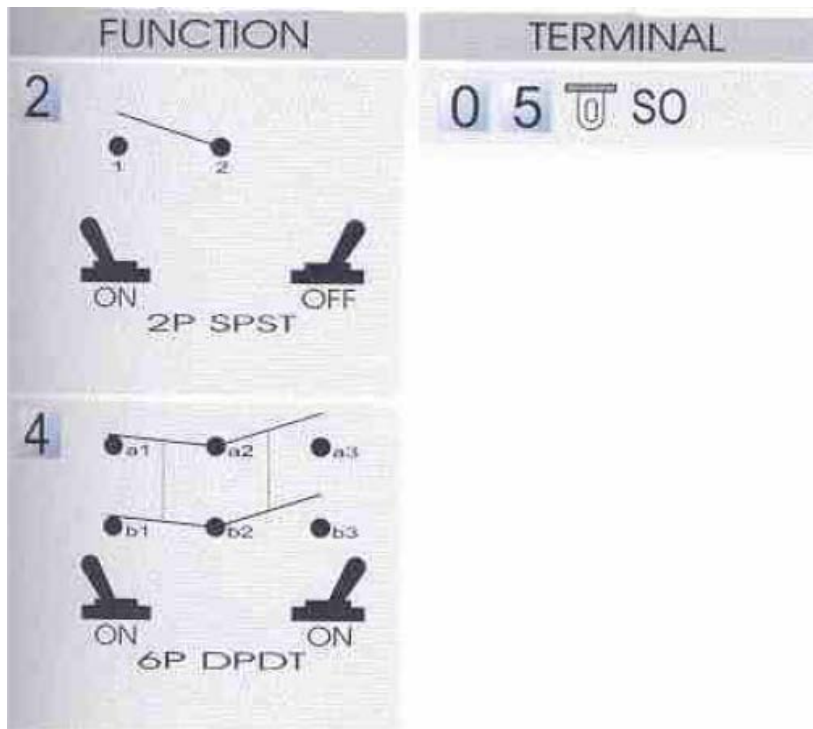 FUNCTION
TERMINAL
2
1 2
ON OFF
2P SPST
4
a1 a2 a3
b1 b2 b3
ON ON
6P DPDT
0 5 SO